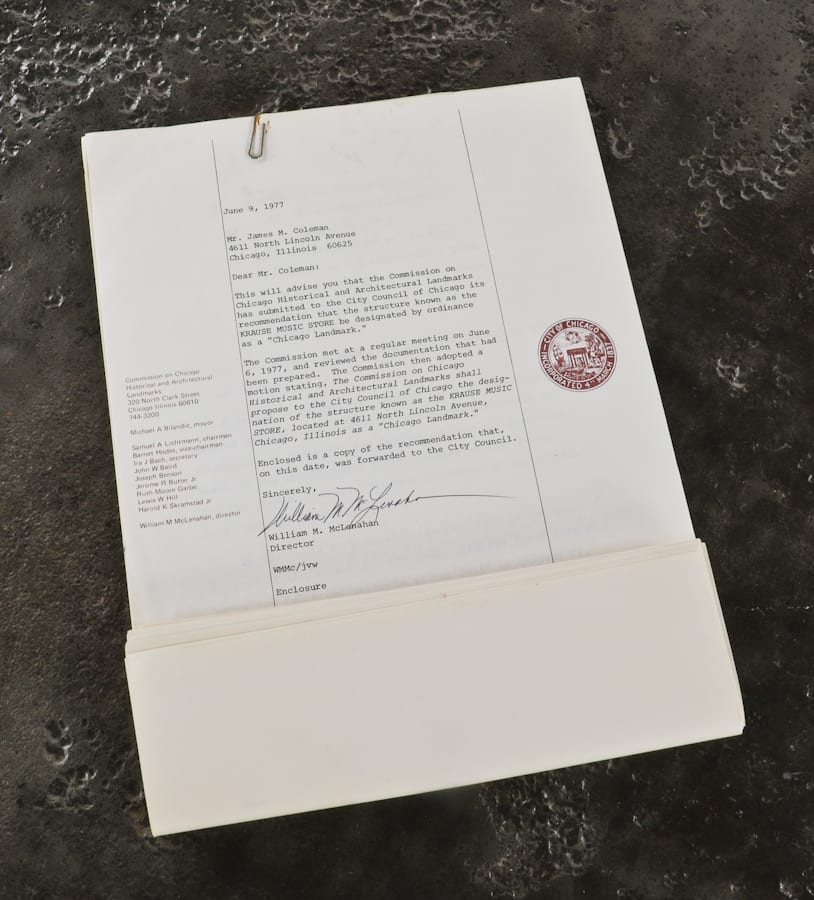 June 9, 1977
Mr. James M. Coleman
4611 North Lincoln Avenue
Chicago, Illinois 60625
Dear Mr. Coleman:
This will advise you that the Commission on
Chicago Historical and Architectural Landmarks
has submitted to the City Council of Chicago its
recommendation that the structure known as the
KRAUSE MUSIC STORE be designated by ordinance
as a "Chicago Landmark."
The Commission met at a regular meeting on June
6, 1977, and reviewed the documentation that had
been prepared. The Commission then adopted a
motion stating, The Commission on Chicago
Historical and Architectural Landmarks shall
propose to the City Council of Chicago the desig-
nation of the structure known as the KRAUSE MUSIC
STORE, located at 4611 North Lincoln Avenue,
Chicago, Illinois as a "Chicago Landmark."
Enclosed is a copy of the recommendation that,
on this date, was forwarded to the City Council.
Sincerely,
William M McLenahan
William M. McLenahan
Director
WMMc/jvw
Enclosure
Commission on Chicago
Historical and Architectural
Landmarks
320 North Clark Street
Chicago Illinois 60610
744-3200
Michael A Bilandic, mayor
Samuel A Lichtmann, chairman
Barnet Hodes, vice-chairman
Ira J Bach, secretary
John W Baird
Joseph Benson
Jerome R Butler Jr
Ruth Moore Garbe
Lewis W Hill
Harold K Skramstad Jr
William M McLenahan, director
CITY OF CHICAGO
INCORPORATED 4TH MARCH 1837